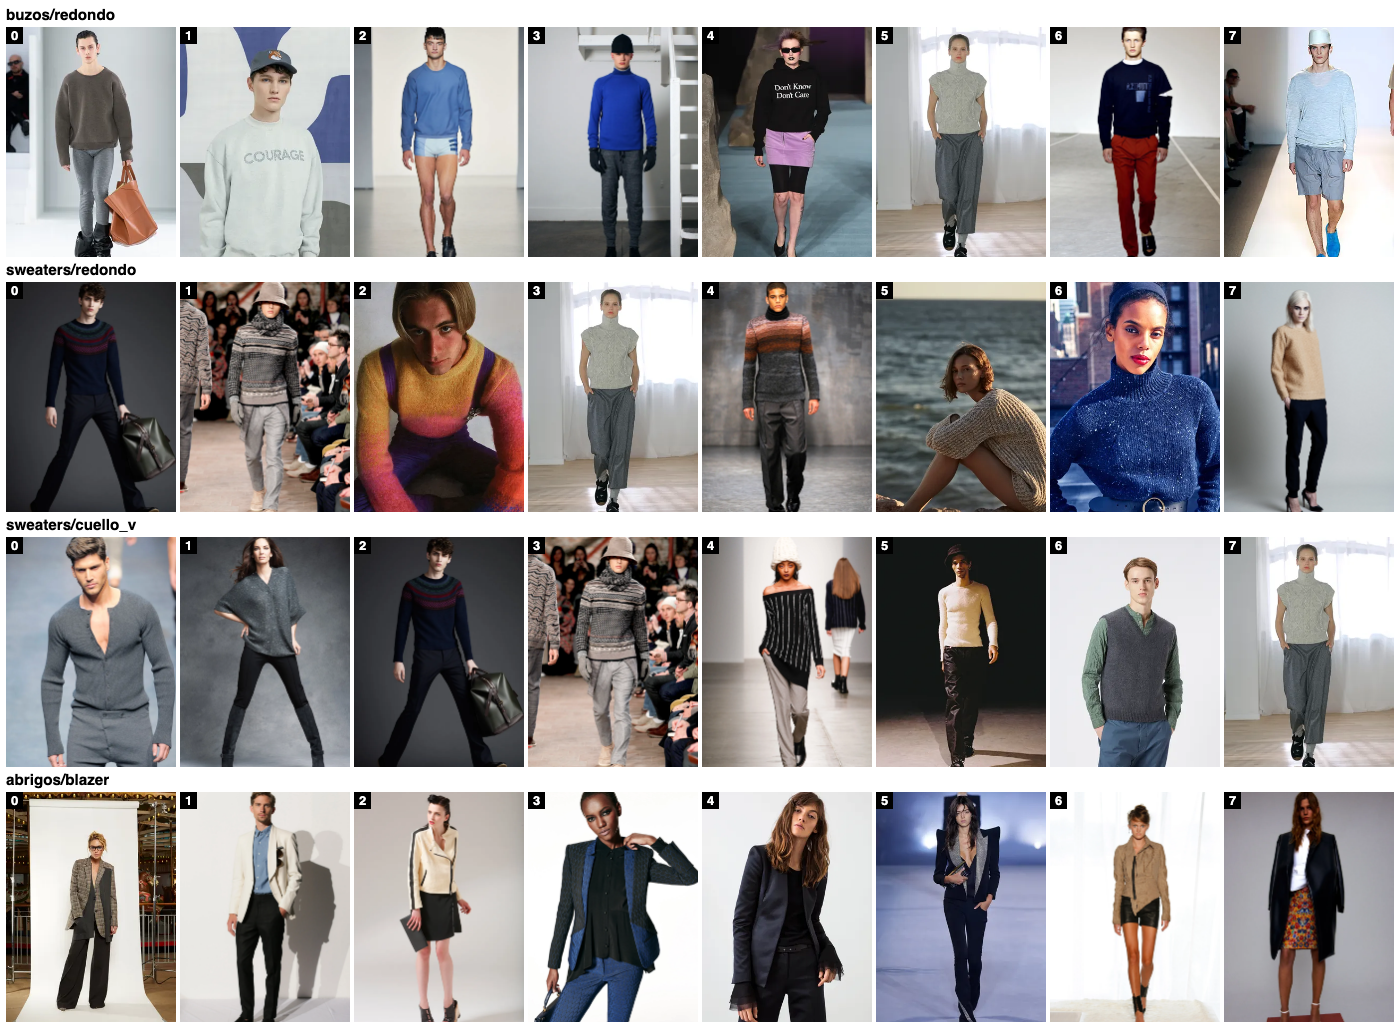 buzos/redondo
0 1 2 3 4 5 6 7
COURAGE
Don't Know
Don't Care
sweaters/redondo
0 1 2 3 4 5 6 7
sweaters/cuello_v
0 1 2 3 4 5 6 7
abrigos/blazer
0 1 2 3 4 5 6 7